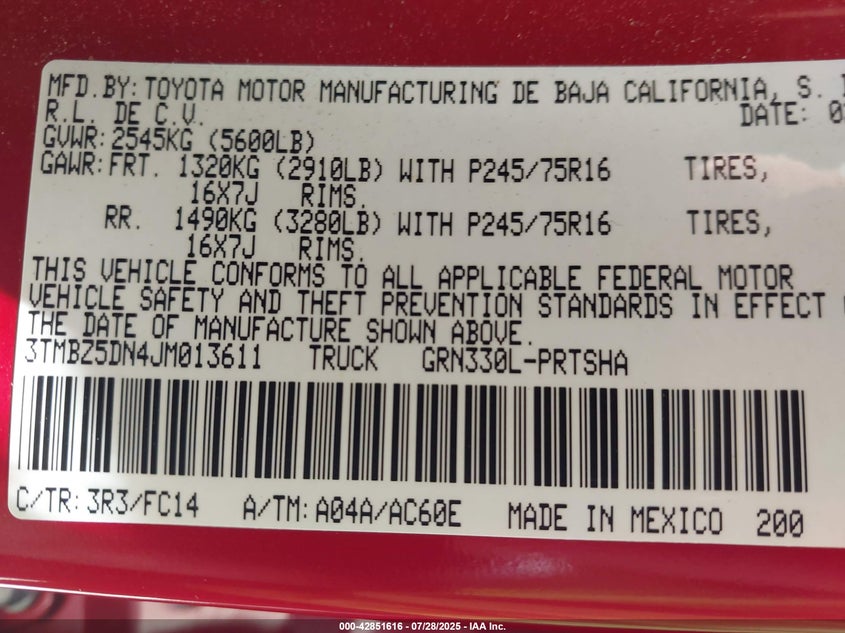 MFD.BY: TOYOTA MOTOR MANUFACTURING DE BAJA CALIFORNIA, S.
R.L. DE C.V. DATE:
GVWR: 2545KG (5600LB)
GAWR: FRT. 1320KG (2910LB) WITH P245/75R16 TIRES,
16X7J RIMS.
RR. 1490KG (3280LB) WITH P245/75R16 TIRES,
16X7J RIMS.
THIS VEHICLE CONFORMS TO ALL APPLICABLE FEDERAL MOTOR
VEHICLE SAFETY AND THEFT PREVENTION STANDARDS IN EFFECT
THE DATE OF MANUFACTURE SHOWN ABOVE.
3TMBZ5DN4JM013611 TRUCK GRN330L-PRTSHA
C/TR: 3R3/FC14 A/TM: A04A/AC60E MADE IN MEXICO 200
000-42851616 - 07/28/2025 - IAA Inc.